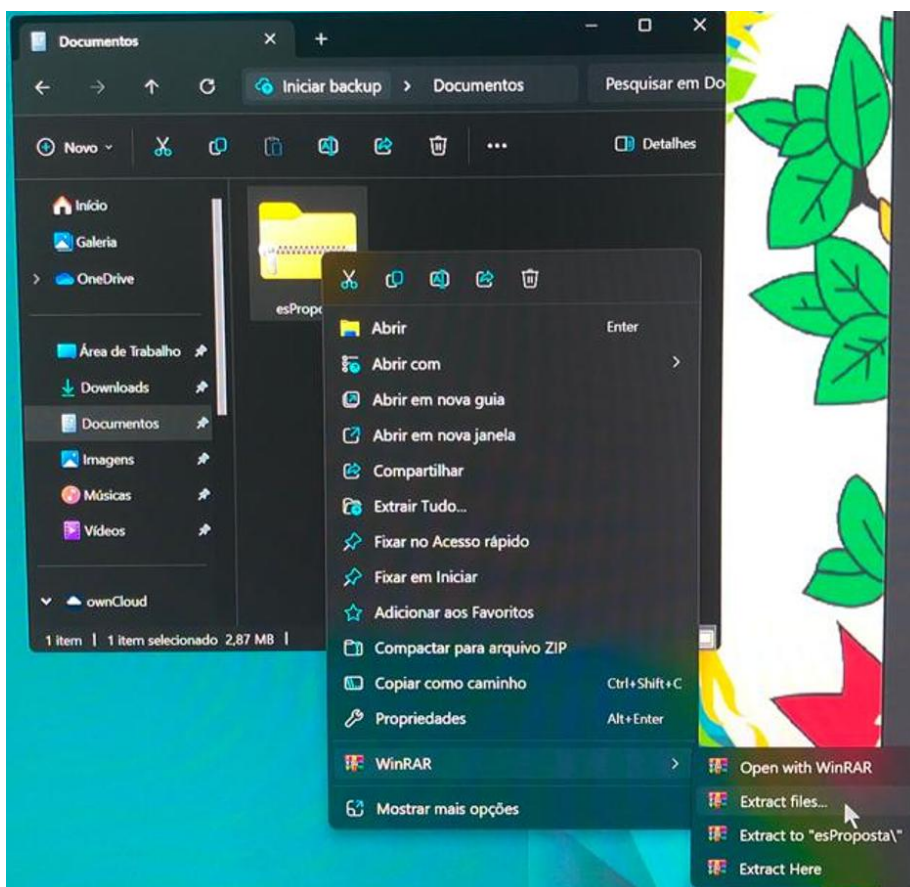 Documentos
Iniciar backup > Documentos
Pesquisar em Do
Novo
Detalhes
Início
Galeria
OneDrive
Área de Trabalho
Downloads
Documentos
Imagens
Músicas
Vídeos
ownCloud
1 item | 1 item selecionado 2,87 MB |
esPropo
Abrir Enter
Abrir com
Abrir em nova guia
Abrir em nova janela
Compartilhar
Extrair Tudo...
Fixar no Acesso rápido
Fixar em Iniciar
Adicionar aos Favoritos
Compactar para arquivo ZIP
Copiar como caminho Ctrl+Shift+C
Propriedades Alt+Enter
WinRAR
Mostrar mais opções
Open with WinRAR
Extract files...
Extract to "esProposta\"
Extract Here